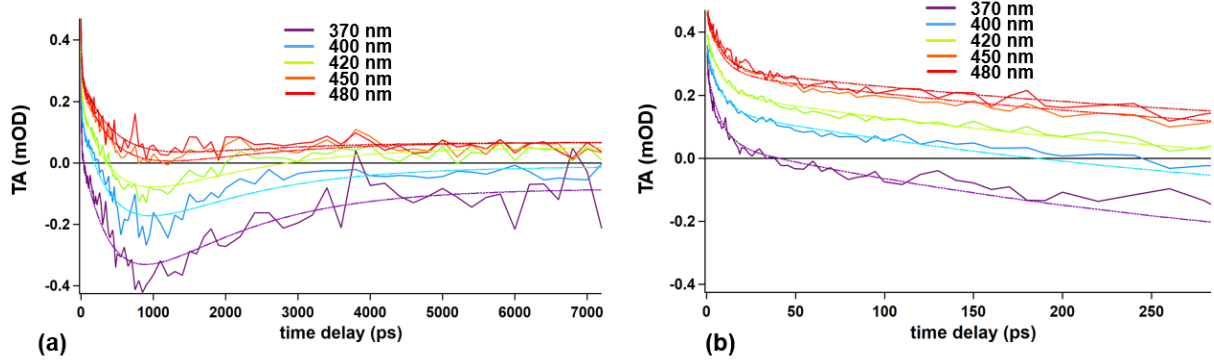 370 nm
400 nm
420 nm
450 nm
480 nm
0.4
0.2
0.0
-0.2
-0.4
TA (mOD)
0 1000 2000 3000 4000 5000 6000 7000
time delay (ps)
(a)
370 nm
400 nm
420 nm
450 nm
480 nm
0.4
0.2
0.0
-0.2
-0.4
TA (mOD)
0 50 100 150 200 250
time delay (ps)
(b)